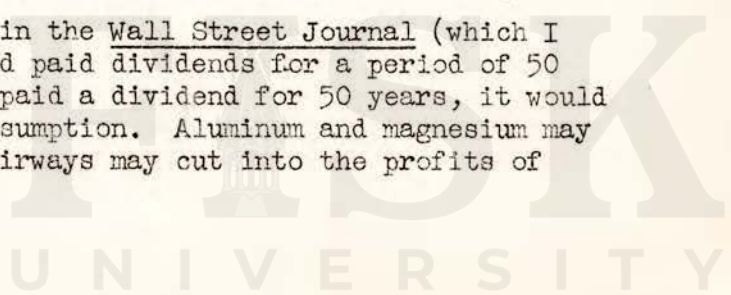 in the Wall Street Journal (which I
d paid dividends for a period of 50
paid a dividend for 50 years, it would
sumption. Aluminum and magnesium may
irways may cut into the profits of
FISK
UNIVERSITY